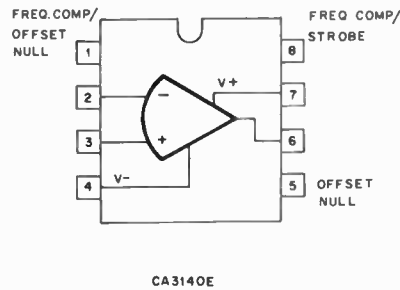 FREQ.COMP/
OFFSET
NULL
FREQ COMP/
STROBE
1
8
2
−
V+
7
3
+
6
4
V−
5
OFFSET
NULL
CA3140E